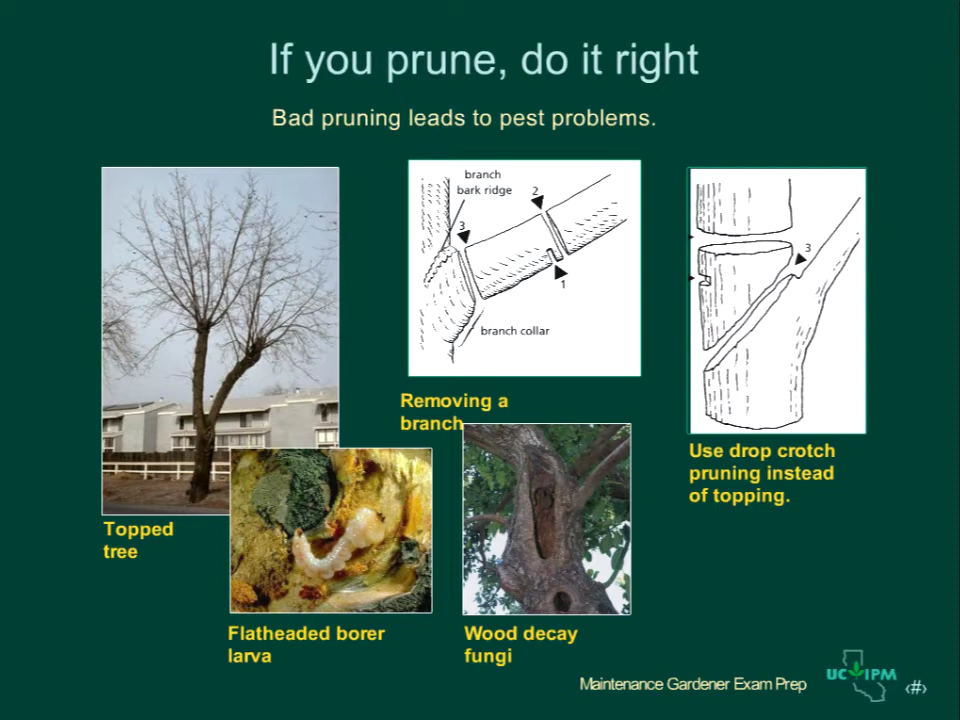 If you prune, do it right
Bad pruning leads to pest problems.
branch
bark ridge
2
3
1
branch collar
3
Removing a
branch
Use drop crotch
pruning instead
of topping.
Topped
tree
Flatheaded borer
larva
Wood decay
fungi
Maintenance Gardener Exam Prep
UC IPM
‹#›